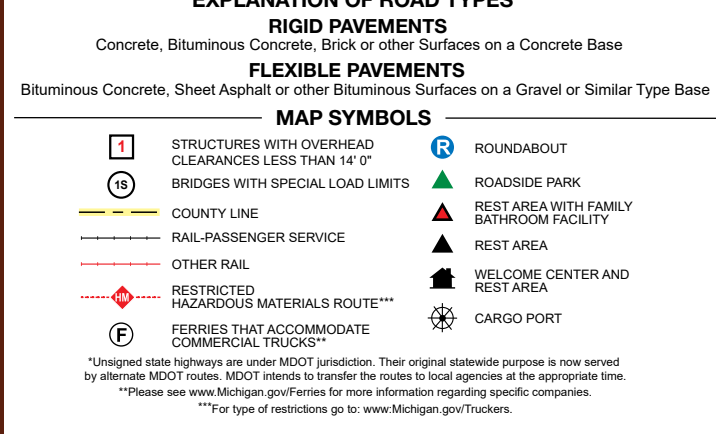 EXPLANATION OF ROAD TYPES
RIGID PAVEMENTS
Concrete, Bituminous Concrete, Brick or other Surfaces on a Concrete Base
FLEXIBLE PAVEMENTS
Bituminous Concrete, Sheet Asphalt or other Bituminous Surfaces on a Gravel or Similar Type Base
MAP SYMBOLS
1 STRUCTURES WITH OVERHEAD
CLEARANCES LESS THAN 14' 0"
1S BRIDGES WITH SPECIAL LOAD LIMITS
COUNTY LINE
RAIL-PASSENGER SERVICE
OTHER RAIL
HM RESTRICTED
HAZARDOUS MATERIALS ROUTE***
F FERRIES THAT ACCOMMODATE
COMMERCIAL TRUCKS**
R ROUNDABOUT
ROADSIDE PARK
REST AREA WITH FAMILY
BATHROOM FACILITY
REST AREA
WELCOME CENTER AND
REST AREA
CARGO PORT
*Unsigned state highways are under MDOT jurisdiction. Their original statewide purpose is now served
by alternate MDOT routes. MDOT intends to transfer the routes to local agencies at the appropriate time.
**Please see www.Michigan.gov/Ferries for more information regarding specific companies.
***For type of restrictions go to: www:Michigan.gov/Truckers.